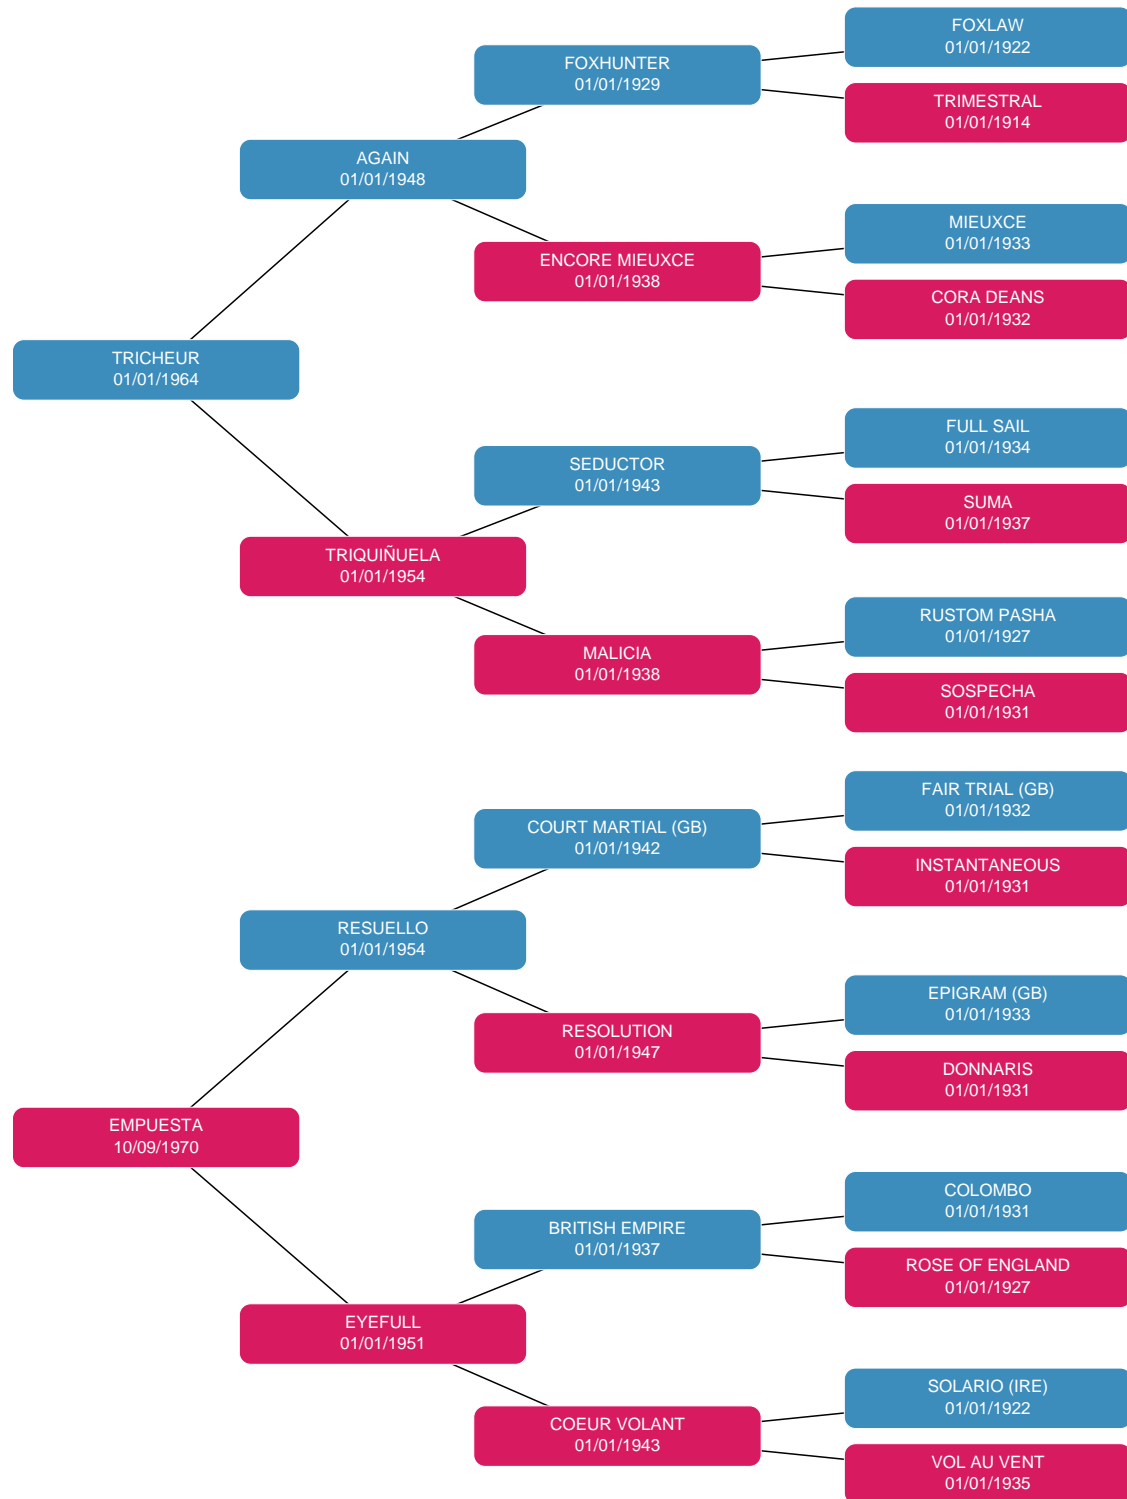 FOXLAW
01/01/1922
FOXHUNTER
01/01/1929
TRIMESTRAL
01/01/1914
AGAIN
01/01/1948
MIEUXCE
01/01/1933
ENCORE MIEUXCE
01/01/1938
CORA DEANS
01/01/1932
TRICHEUR
01/01/1964
FULL SAIL
01/01/1934
SEDUCTOR
01/01/1943
SUMA
01/01/1937
TRIQUIÑUELA
01/01/1954
RUSTOM PASHA
01/01/1927
MALICIA
01/01/1938
SOSPECHA
01/01/1931
FAIR TRIAL (GB)
01/01/1932
COURT MARTIAL (GB)
01/01/1942
INSTANTANEOUS
01/01/1931
RESUELLO
01/01/1954
EPIGRAM (GB)
01/01/1933
RESOLUTION
01/01/1947
DONNARIS
01/01/1931
EMPUESTA
10/09/1970
COLOMBO
01/01/1931
BRITISH EMPIRE
01/01/1937
ROSE OF ENGLAND
01/01/1927
EYEFULL
01/01/1951
SOLARIO (IRE)
01/01/1922
COEUR VOLANT
01/01/1943
VOL AU VENT
01/01/1935